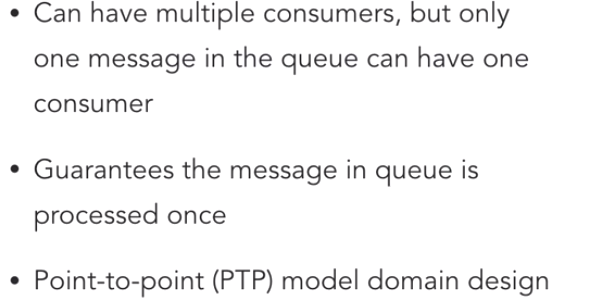 • Can have multiple consumers, but only
one message in the queue can have one
consumer
• Guarantees the message in queue is
processed once
• Point-to-point (PTP) model domain design